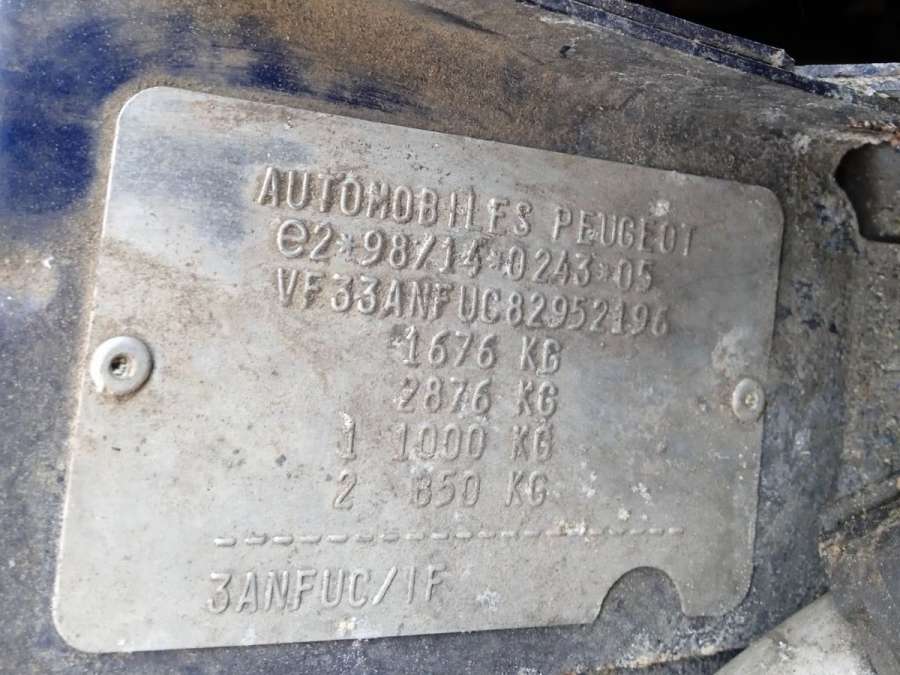 AUTOMOBILES PEUGEOT
e2*98/14*0243*05
VF33ANFUC82952196
1676 KG
2876 KG
1 1000 KG
2 850 KG
-----------------
3ANFUC/IF